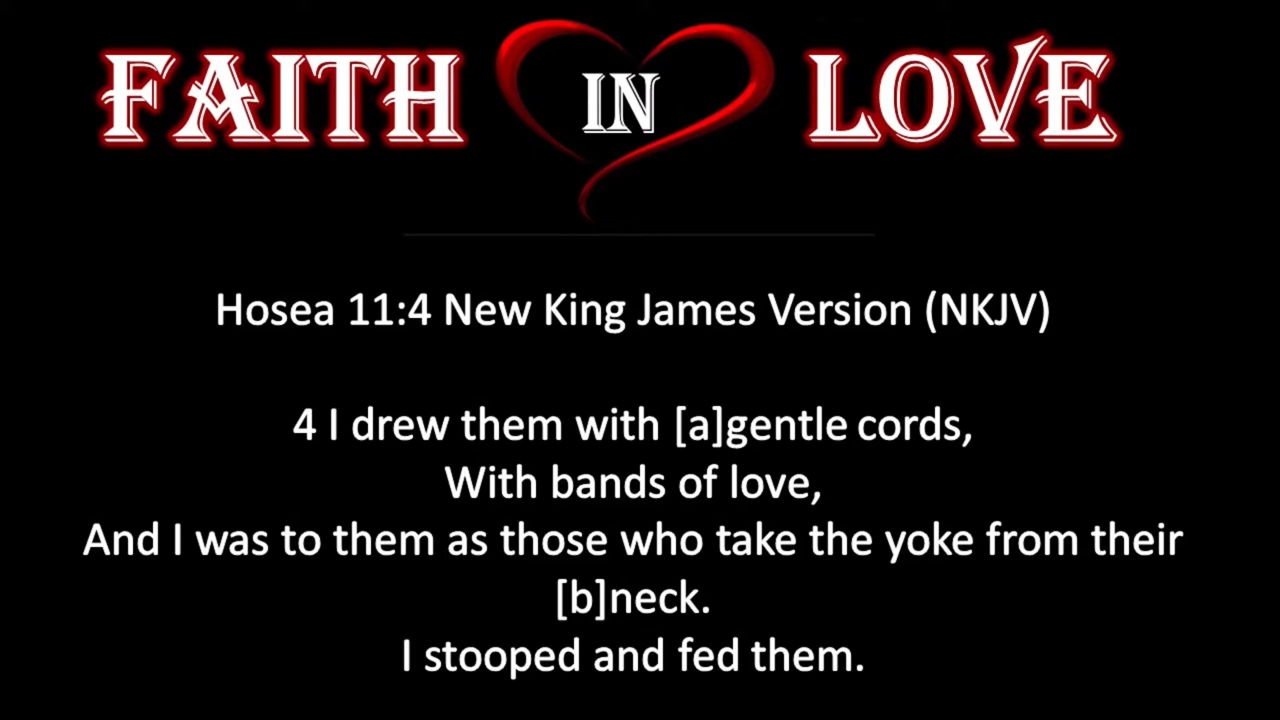 FAITH IN LOVE
Hosea 11:4 New King James Version (NKJV)
4 I drew them with [a]gentle cords,
With bands of love,
And I was to them as those who take the yoke from their
[b]neck.
I stooped and fed them.